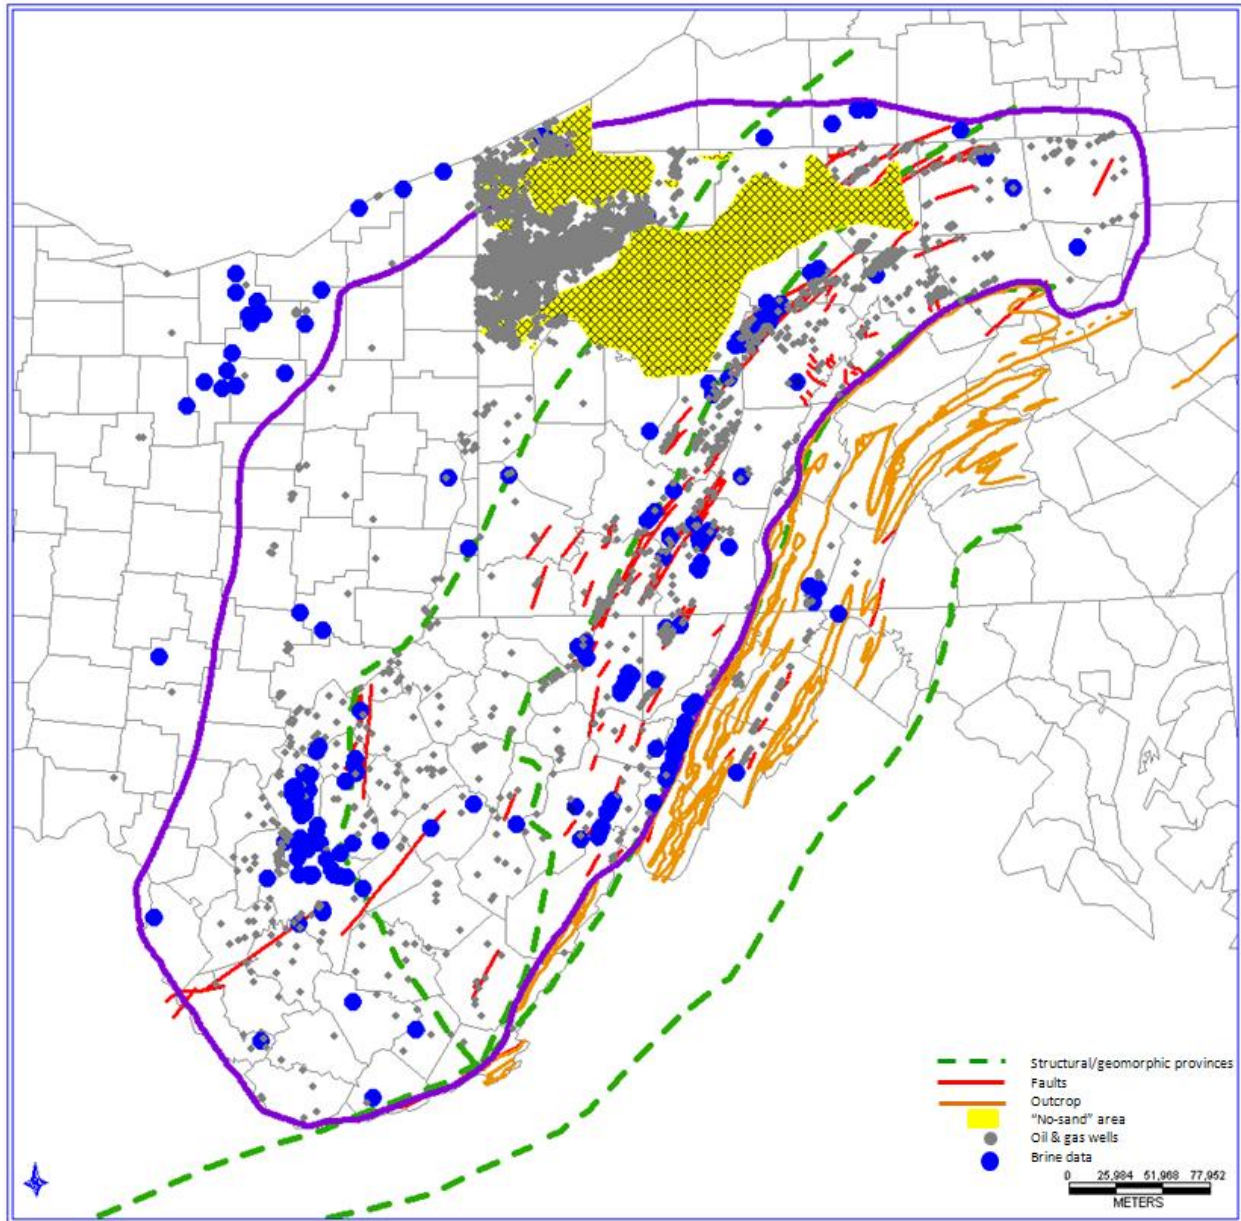 Structural/geomorphic provinces
Faults
Outcrop
"No-sand" area
Oil & gas wells
Brine data
0 25,984 51,968 77,952
METERS